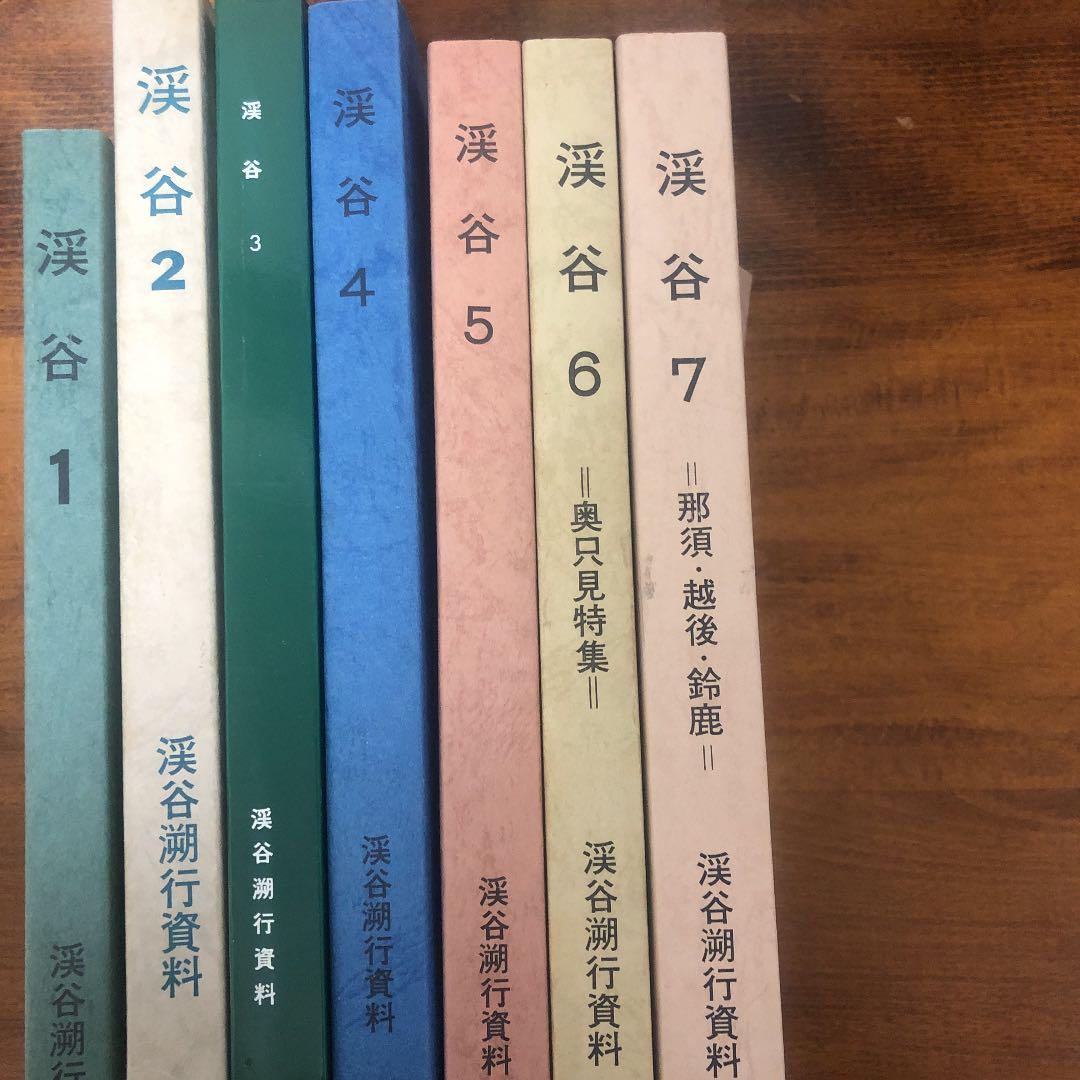 渓谷 1
渓谷溯行
渓谷 2
渓谷溯行資料
渓谷 3
渓谷溯行資料
渓谷 4
渓谷溯行資料
渓谷 5
渓谷溯行資料
渓谷 6
=奥只見特集=
渓谷溯行資料
渓谷 7
=那須・越後・鈴鹿=
渓谷溯行資料